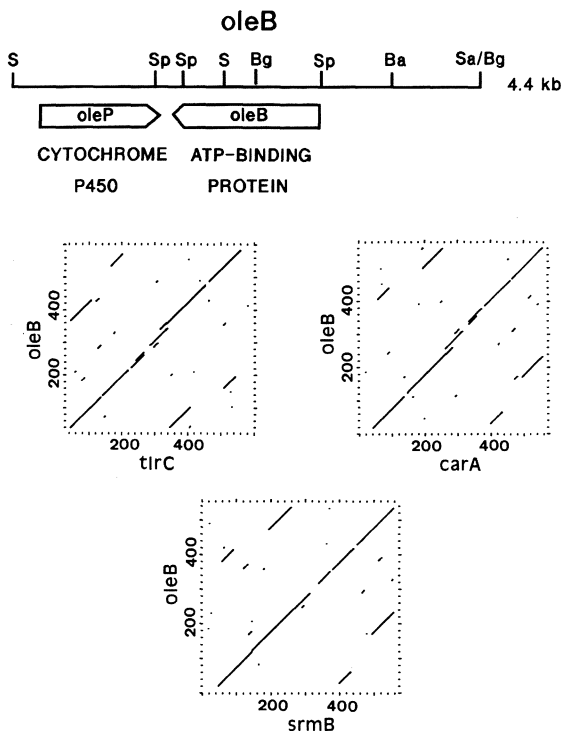 oleB
S Sp Sp S Bg Sp Ba Sa/Bg
4.4 kb
oleP oleB
CYTOCHROME ATP-BINDING
P450 PROTEIN
400
200
oleB
200 400
tlrC
400
200
oleB
200 400
carA
400
200
oleB
200 400
srmB